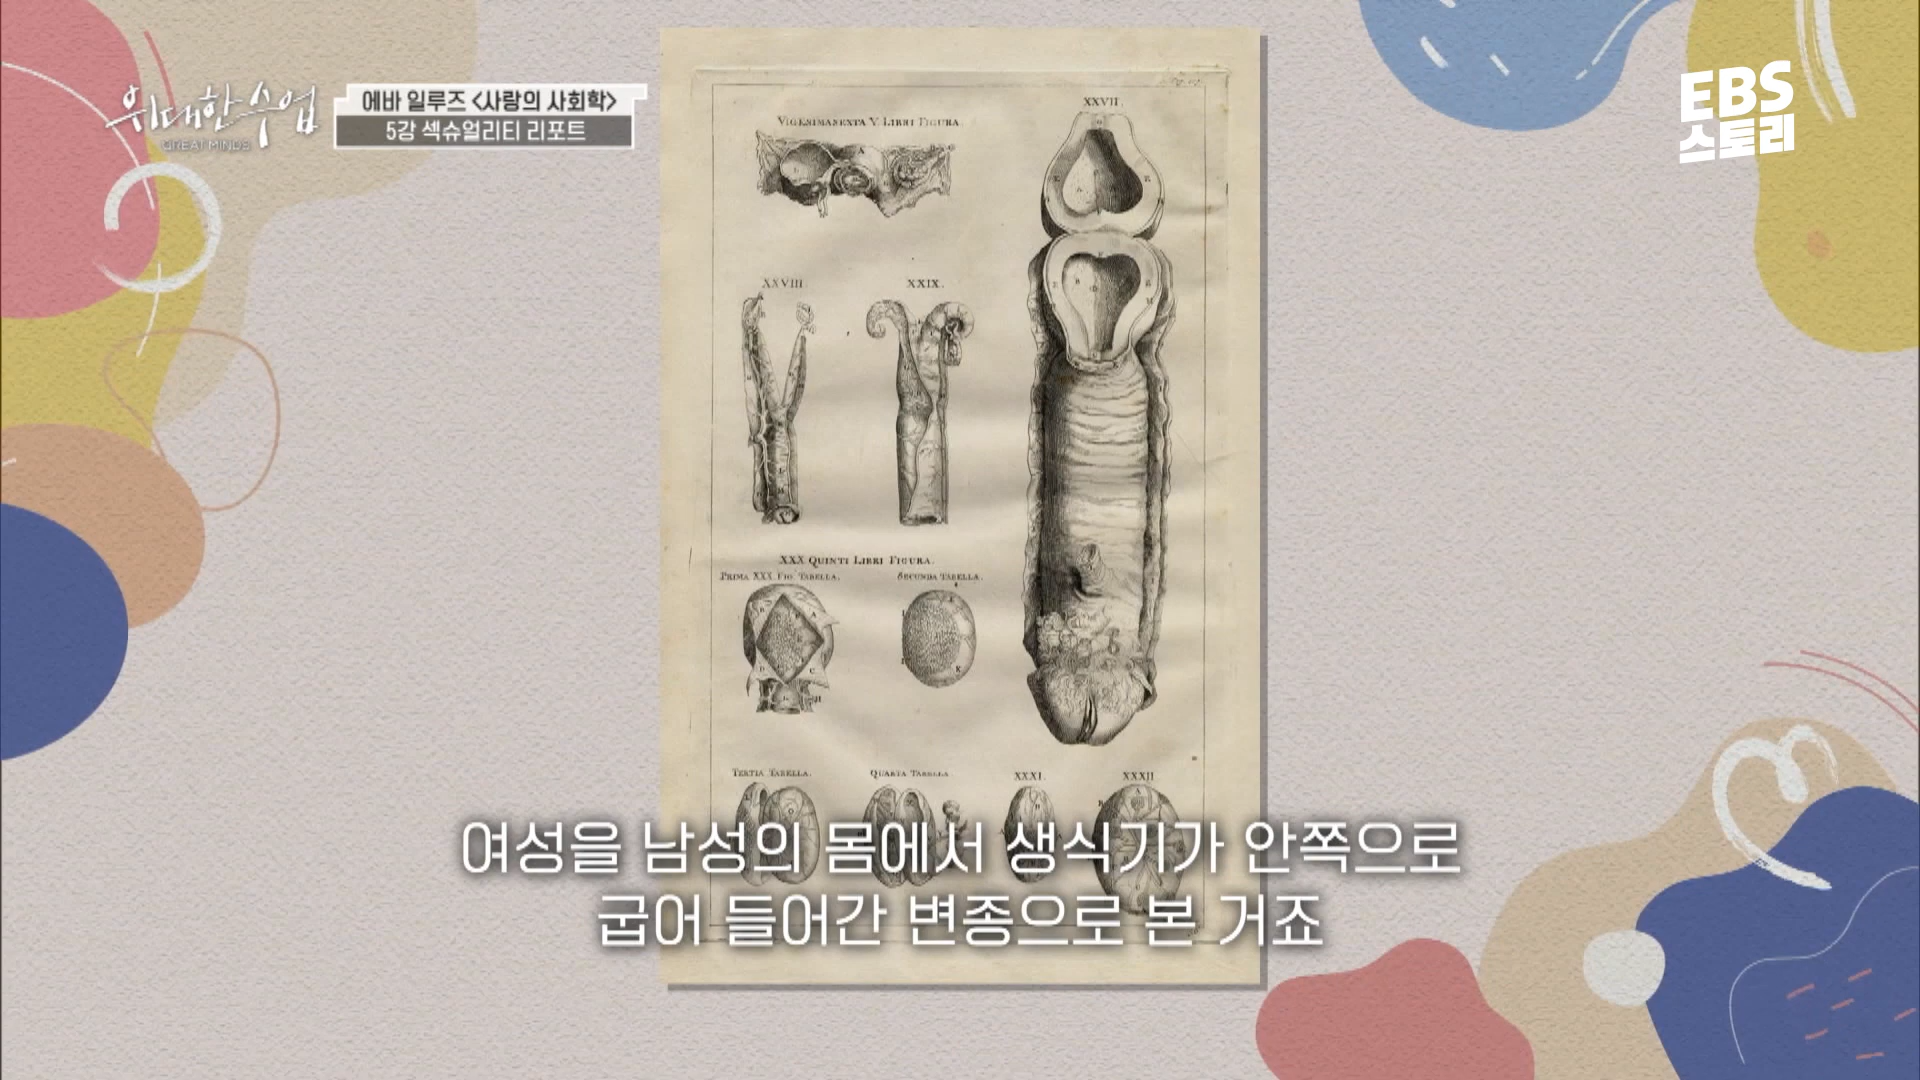 위대한 수업
GREAT MINDS
에바 일루즈 <사랑의 사회학>
5강 섹슈얼리티 리포트
EBS
스토리
XXVII.
VIGESIMASEXTA V. LIBRI FIGURA.
XXVIII
XXIX.
XXX QUINTI LIBRI FIGURA.
PRIMA XXX FIG. TABELLA.
SECUNDA TABELLA.
TERTIA TABELLA.
QUARTA TABELLA
XXXI.
XXXII
여성을 남성의 몸에서 생식기가 안쪽으로
굽어 들어간 변종으로 본 거죠